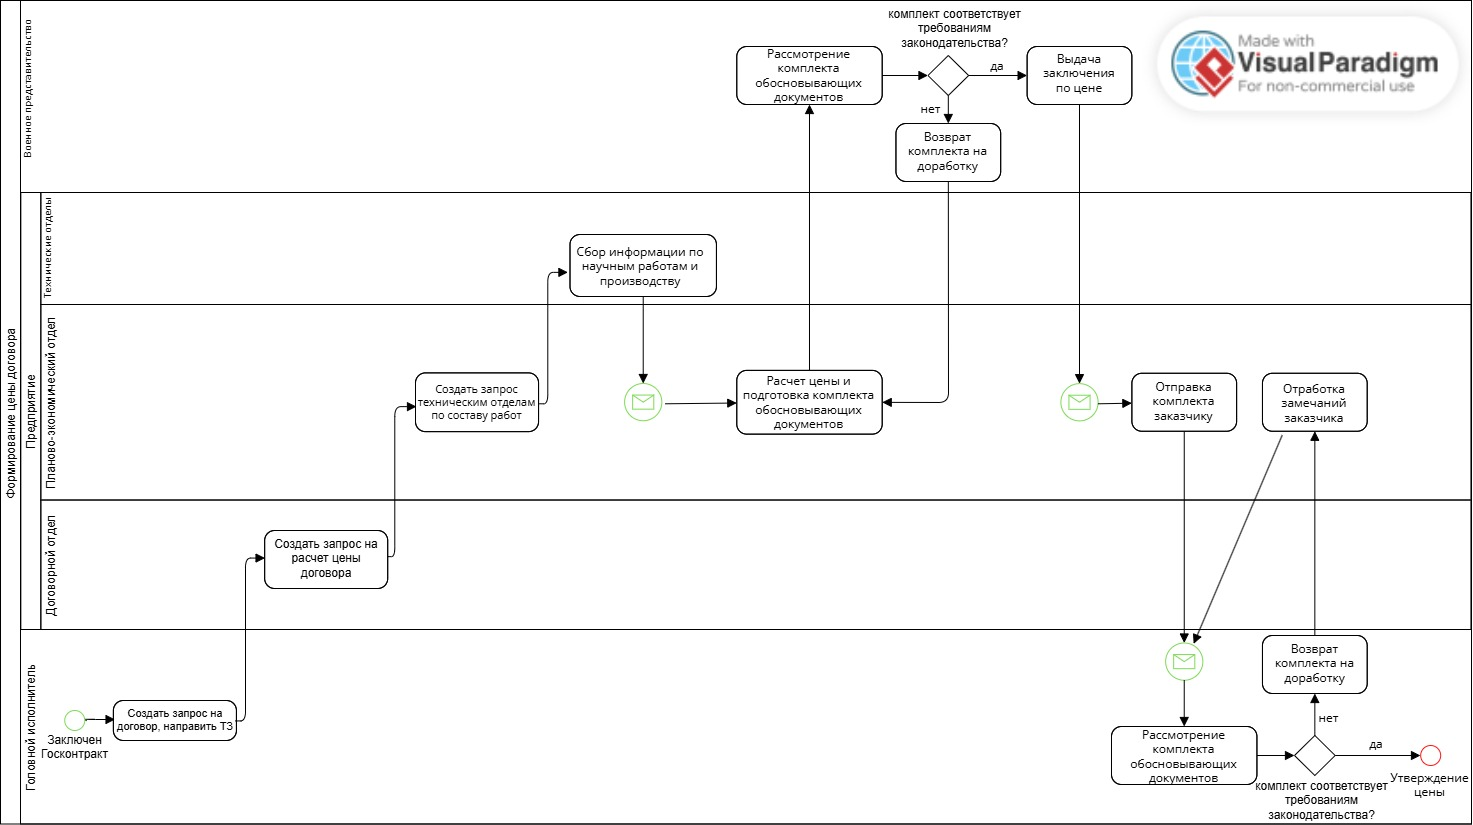 Формирование цены договора
Военное представительство
Рассмотрение
комплекта
обосновывающих
документов
комплект соответствует
требованиям
законодательства?
да
нет
Выдача
заключения
по цене
Возврат
комплекта на
доработку
Made with
Visual Paradigm
For non-commercial use
Предприятие
Технические отделы
Сбор информации по
научным работам и
производству
Планово-экономический отдел
Создать запрос
техническим отделам
по составу работ
Расчет цены и
подготовка комплекта
обосновывающих
документов
Отправка
комплекта
заказчику
Отработка
замечаний
заказчика
Договорной отдел
Создать запрос на
расчет цены
договора
Головной исполнитель
Заключен
Госконтракт
Создать запрос на
договор, направить ТЗ
Рассмотрение
комплекта
обосновывающих
документов
Возврат
комплекта на
доработку
нет
да
комплект соответствует
требованиям
законодательства?
Утверждение
цены